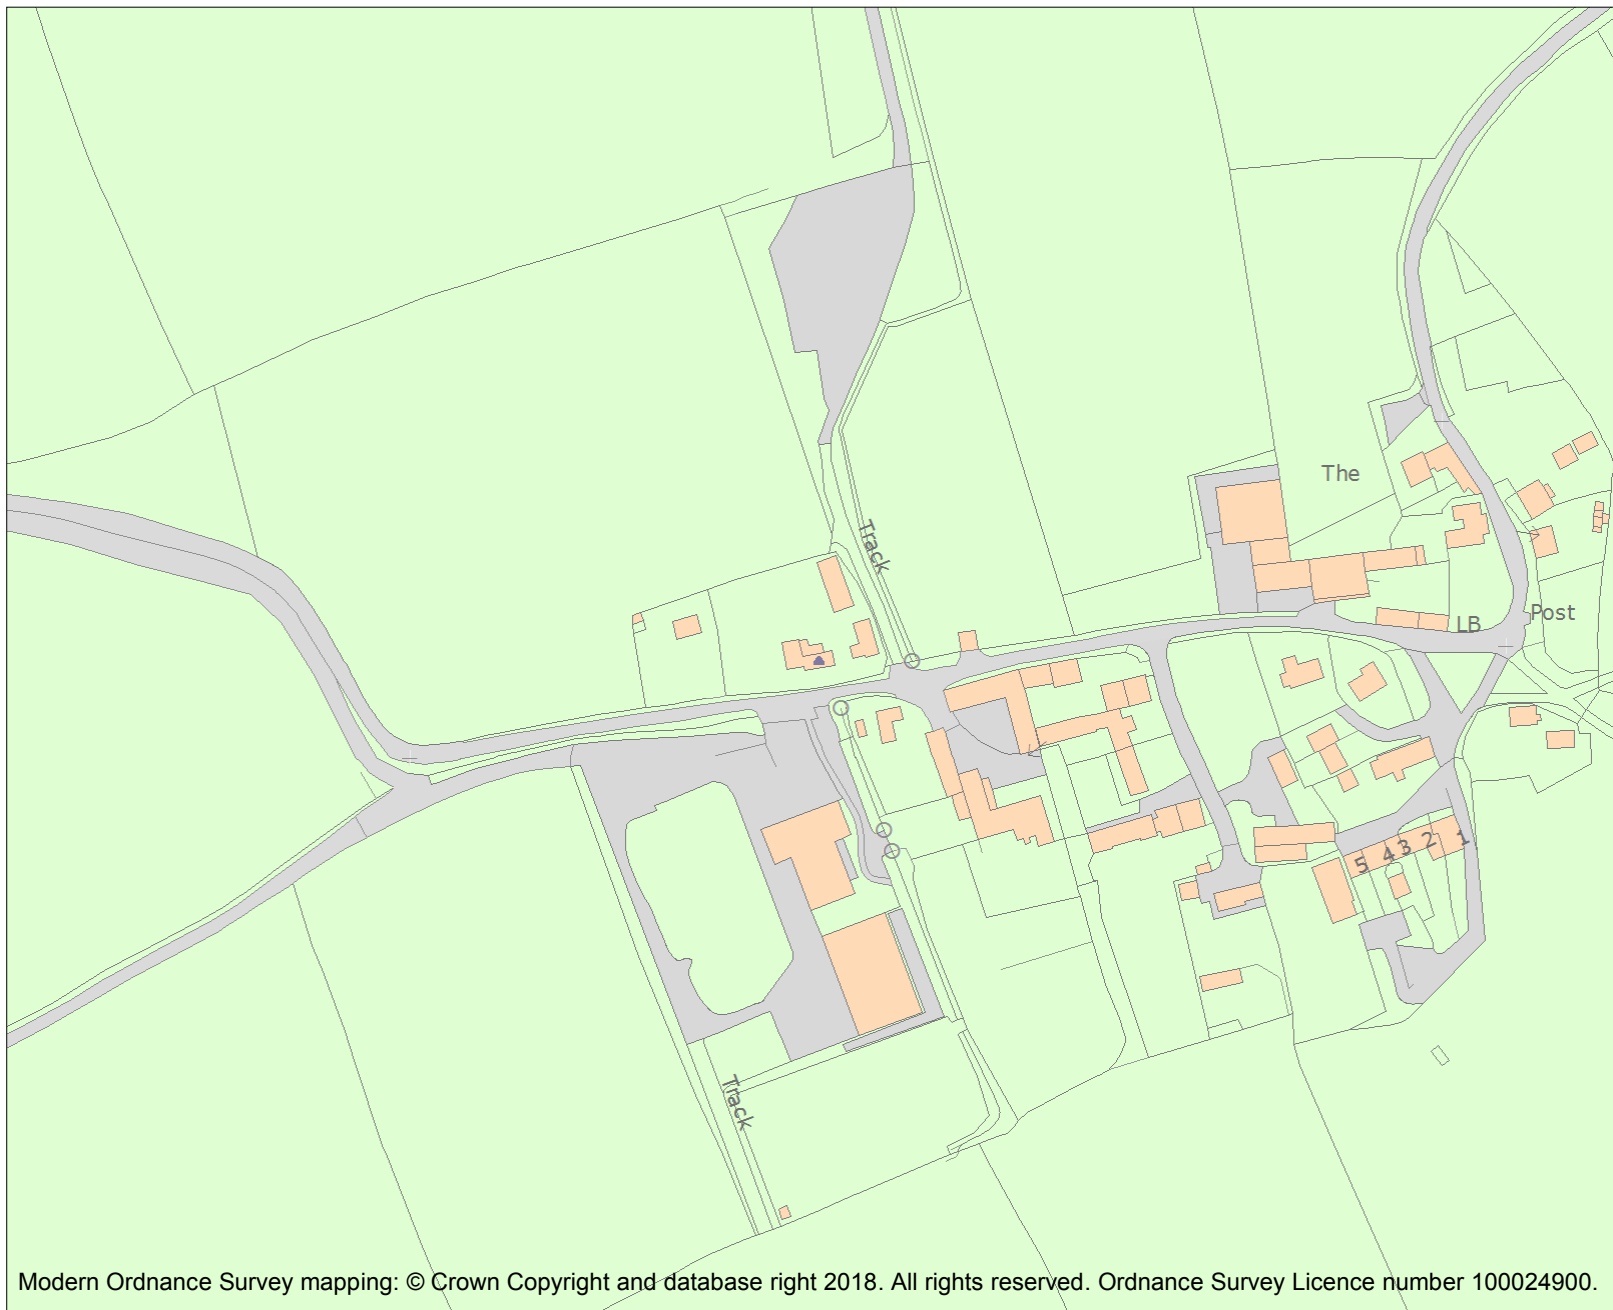 The
Track
LB
Post
5 4 3 2 1
Track
Modern Ordnance Survey mapping: © Crown Copyright and database right 2018. All rights reserved. Ordnance Survey Licence number 100024900.